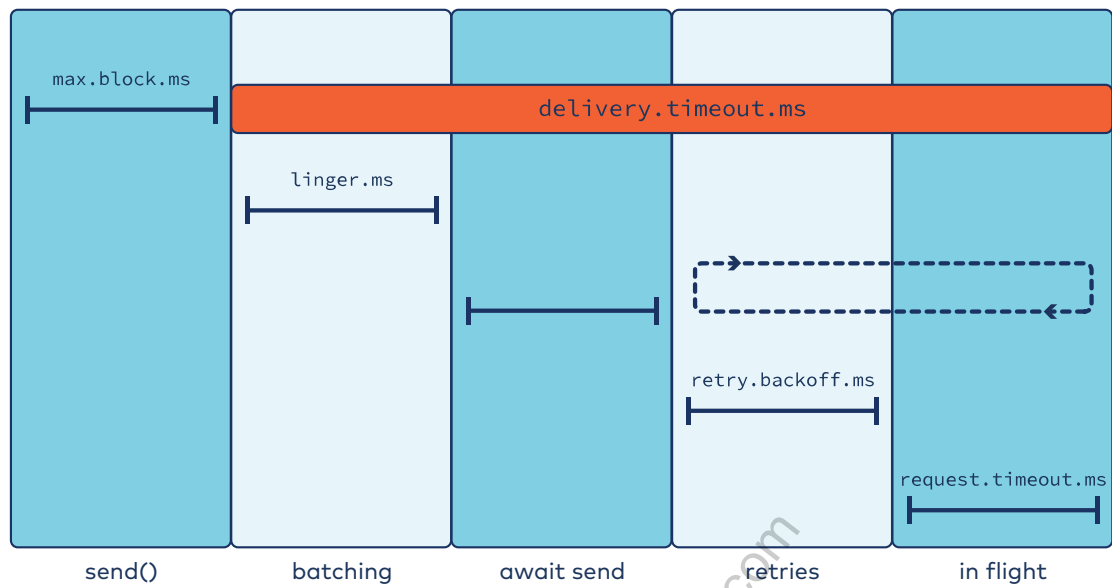 max.block.ms
delivery.timeout.ms
linger.ms
retry.backoff.ms
request.timeout.ms
send()
batching
await send
retries
in flight
.com